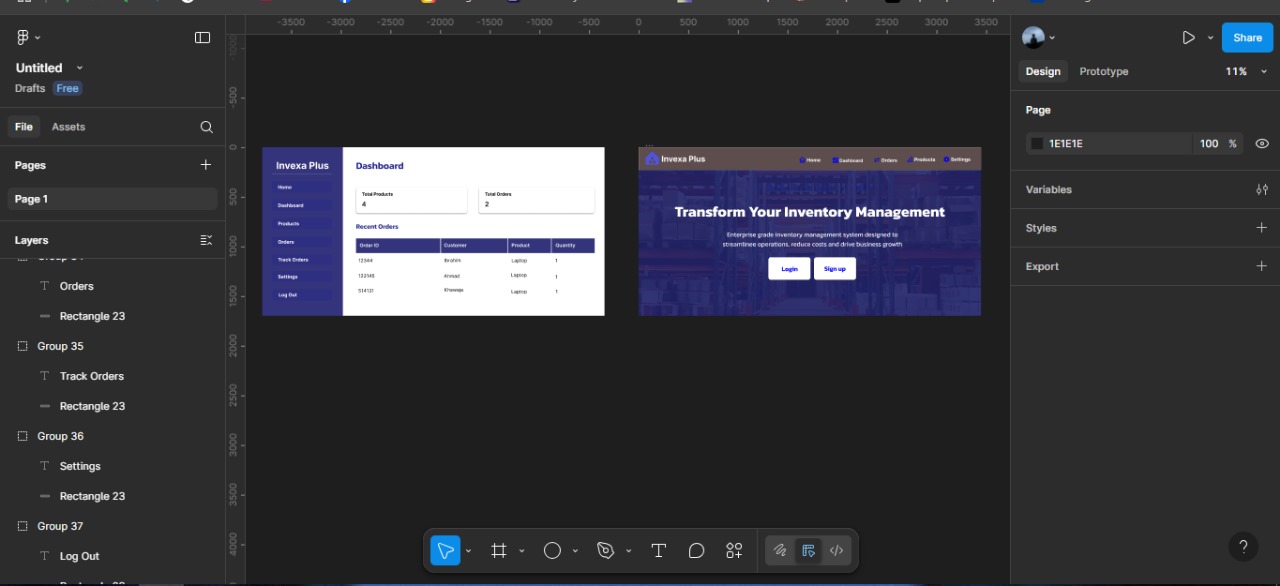 -3500 -3000 -2500 -2000 -1500 -1000 -500 0 500 1000 1500 2000 2500 3000 3500
Untitled
Drafts Free
File Assets
Pages
Page 1
Layers
Orders
Rectangle 23
Group 35
Track Orders
Rectangle 23
Group 36
Settings
Rectangle 23
Group 37
Log Out
-1000
-500
0
500
1000
1500
2000
2500
3000
3500
4000
Invexa Plus
Home
Dashboard
Products
Orders
Track Orders
Settings
Log Out
Dashboard
Total Products
4
Total Orders
2
Recent Orders
Order ID Customer Product Quantity
12344 Ibrahim Laptop 1
123145 Ahmad Laptop 1
514121 Khawaja Laptop 1
Invexa Plus Home Dashboard Orders Products Settings
Transform Your Inventory Management
Enterprise grade inventory management system designed to
streamlinee operations, reduce costs and drive business growth
Login Sign up
Share
Design Prototype 11%
Page
1E1E1E 100 %
Variables
Styles
Export
?